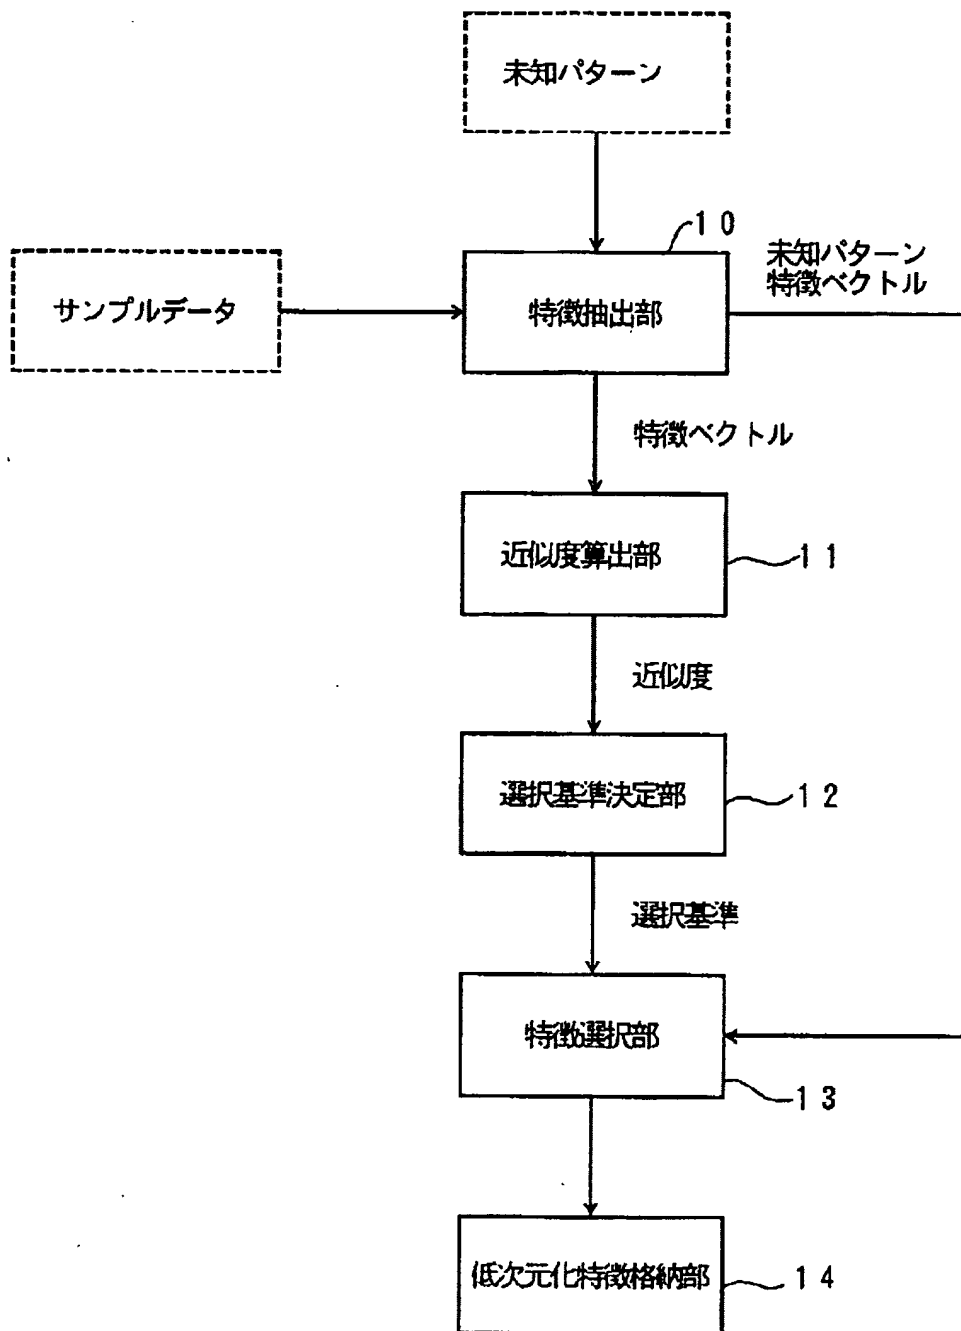 未知パターン
10
未知パターン
特徴ベクトル
サンプルデータ
特徴抽出部
特徴ベクトル
近似度算出部
11
近似度
選択基準決定部
12
選択基準
特徴選択部
13
低次元化特徴格納部
14